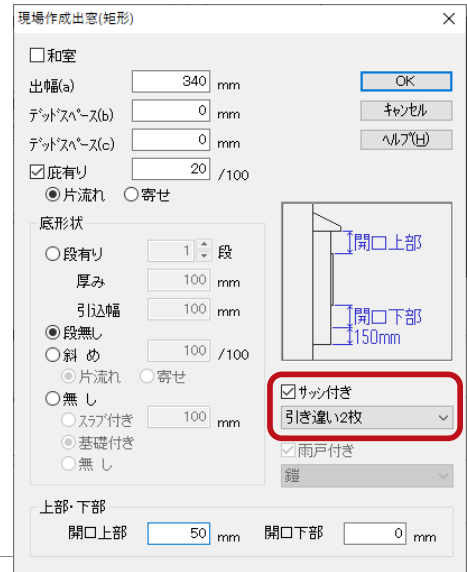 現場作成出窓(矩形)
和室
出幅(a) 340 mm OK
ﾃﾞｯﾄﾞｽﾍﾟｰｽ(b) 0 mm ｷｬﾝｾﾙ
ﾃﾞｯﾄﾞｽﾍﾟｰｽ(c) 0 mm ﾍﾙﾌﾟ(H)
庇有り 20 /100
片流れ 寄せ
底形状
段有り 1 段
厚み 100 mm
引込幅 100 mm
段無し
斜 め 100 /100
片流れ 寄せ
無 し
ｽﾗﾌﾞ付き 100 mm
基礎付き
無 し
開口上部
開口下部
150mm
ｻｯｼ付き
引き違い2枚
雨戸付き
鎧
上部･下部
開口上部 50 mm 開口下部 0 mm